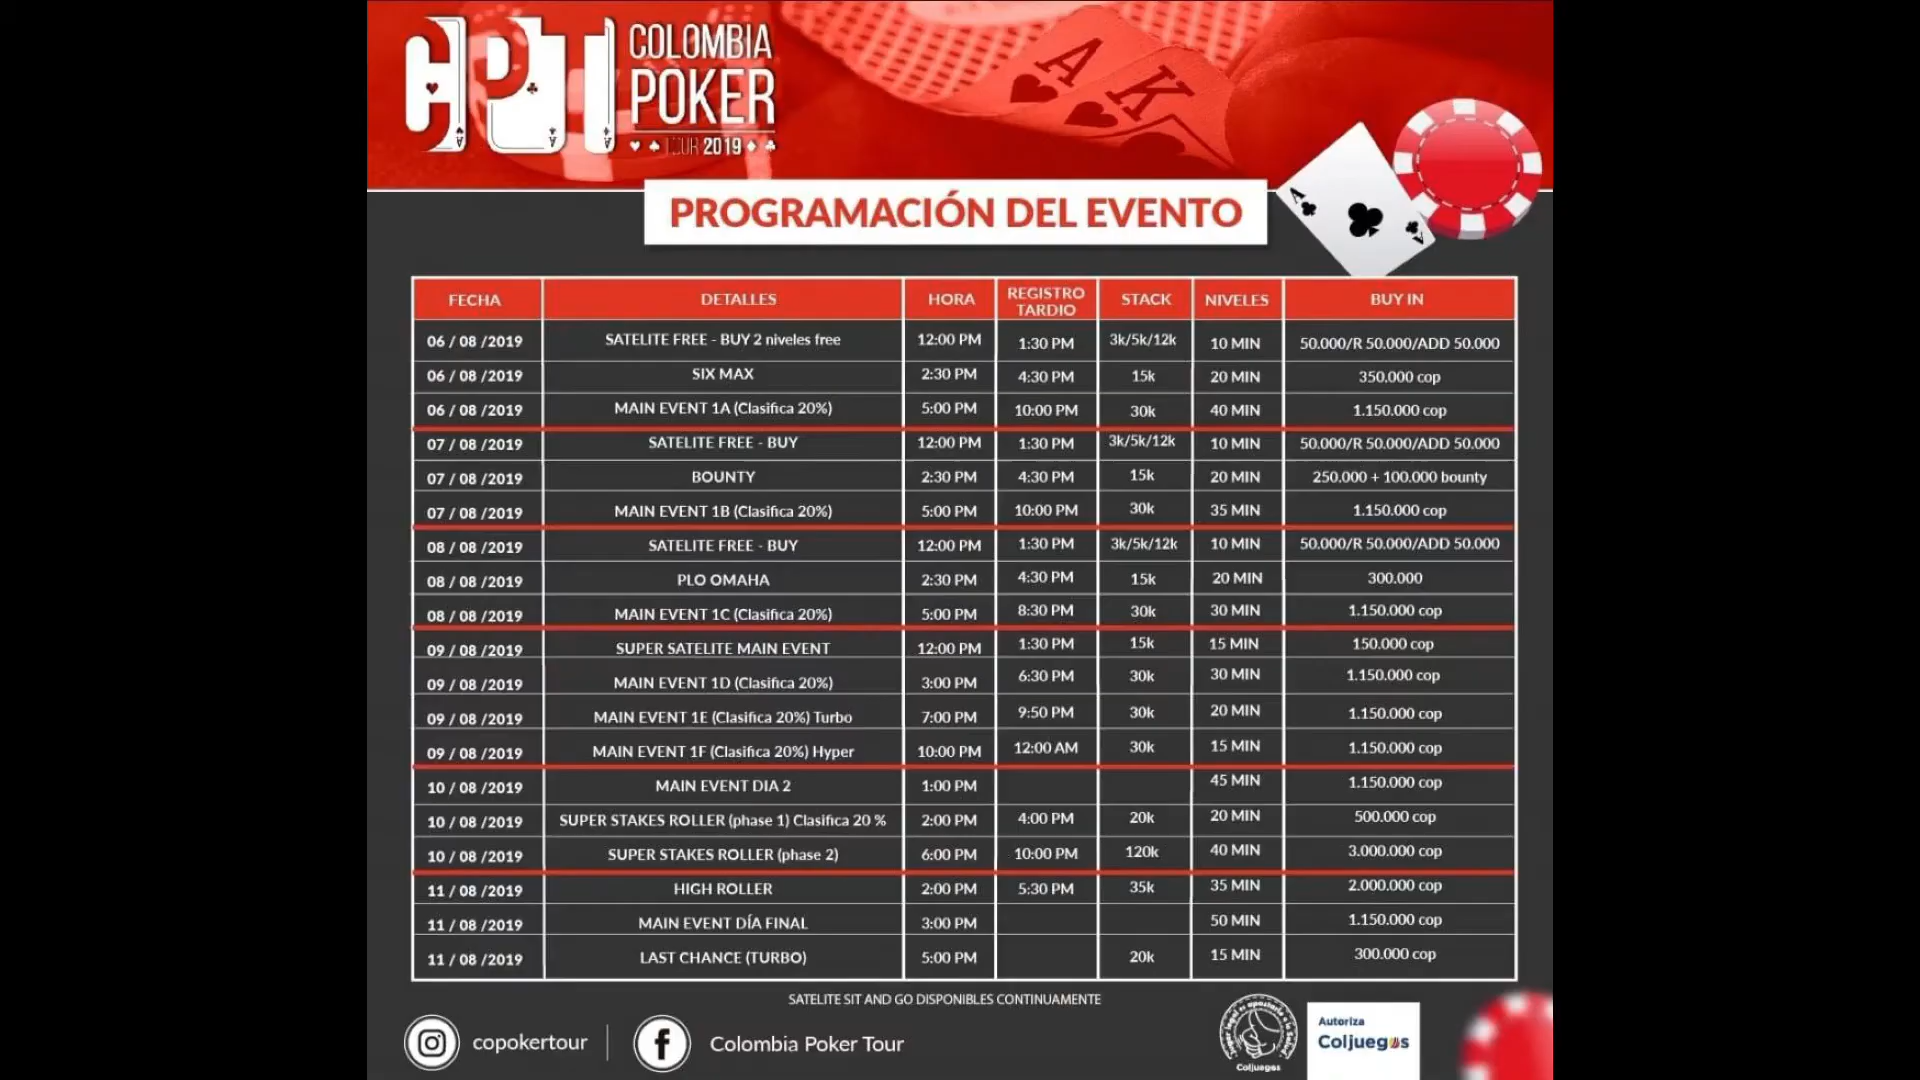 CPT COLOMBIA
POKER
TOUR 2019
PROGRAMACIÓN DEL EVENTO
FECHA DETALLES HORA REGISTRO TARDIO STACK NIVELES BUY IN
06 / 08 /2019 SATELITE FREE - BUY 2 niveles free 12:00 PM 1:30 PM 3k/5k/12k 10 MIN 50.000/R 50.000/ADD 50.000
06 / 08 /2019 SIX MAX 2:30 PM 4:30 PM 15k 20 MIN 350.000 cop
06 / 08 /2019 MAIN EVENT 1A (Clasifica 20%) 5:00 PM 10:00 PM 30k 40 MIN 1.150.000 cop
07 / 08 /2019 SATELITE FREE - BUY 12:00 PM 1:30 PM 3k/5k/12k 10 MIN 50.000/R 50.000/ADD 50.000
07 / 08 /2019 BOUNTY 2:30 PM 4:30 PM 15k 20 MIN 250.000 + 100.000 bounty
07 / 08 /2019 MAIN EVENT 1B (Clasifica 20%) 5:00 PM 10:00 PM 30k 35 MIN 1.150.000 cop
08 / 08 /2019 SATELITE FREE - BUY 12:00 PM 1:30 PM 3k/5k/12k 10 MIN 50.000/R 50.000/ADD 50.000
08 / 08 /2019 PLO OMAHA 2:30 PM 4:30 PM 15k 20 MIN 300.000
08 / 08 /2019 MAIN EVENT 1C (Clasifica 20%) 5:00 PM 8:30 PM 30k 30 MIN 1.150.000 cop
09 / 08 /2019 SUPER SATELITE MAIN EVENT 12:00 PM 1:30 PM 15k 15 MIN 150.000 cop
09 / 08 /2019 MAIN EVENT 1D (Clasifica 20%) 3:00 PM 6:30 PM 30k 30 MIN 1.150.000 cop
09 / 08 /2019 MAIN EVENT 1E (Clasifica 20%) Turbo 7:00 PM 9:50 PM 30k 20 MIN 1.150.000 cop
09 / 08 /2019 MAIN EVENT 1F (Clasifica 20%) Hyper 10:00 PM 12:00 AM 30k 15 MIN 1.150.000 cop
10 / 08 /2019 MAIN EVENT DIA 2 1:00 PM 45 MIN 1.150.000 cop
10 / 08 /2019 SUPER STAKES ROLLER (phase 1) Clasifica 20 % 2:00 PM 4:00 PM 20k 20 MIN 500.000 cop
10 / 08 /2019 SUPER STAKES ROLLER (phase 2) 6:00 PM 10:00 PM 120k 40 MIN 3.000.000 cop
11 / 08 /2019 HIGH ROLLER 2:00 PM 5:30 PM 35k 35 MIN 2.000.000 cop
11 / 08 /2019 MAIN EVENT DÍA FINAL 3:00 PM 50 MIN 1.150.000 cop
11 / 08 /2019 LAST CHANCE (TURBO) 5:00 PM 20k 15 MIN 300.000 cop
SATELITE SIT AND GO DISPONIBLES CONTINUAMENTE
copokertour Colombia Poker Tour
Coljuegos
Autoriza
Coljuegos